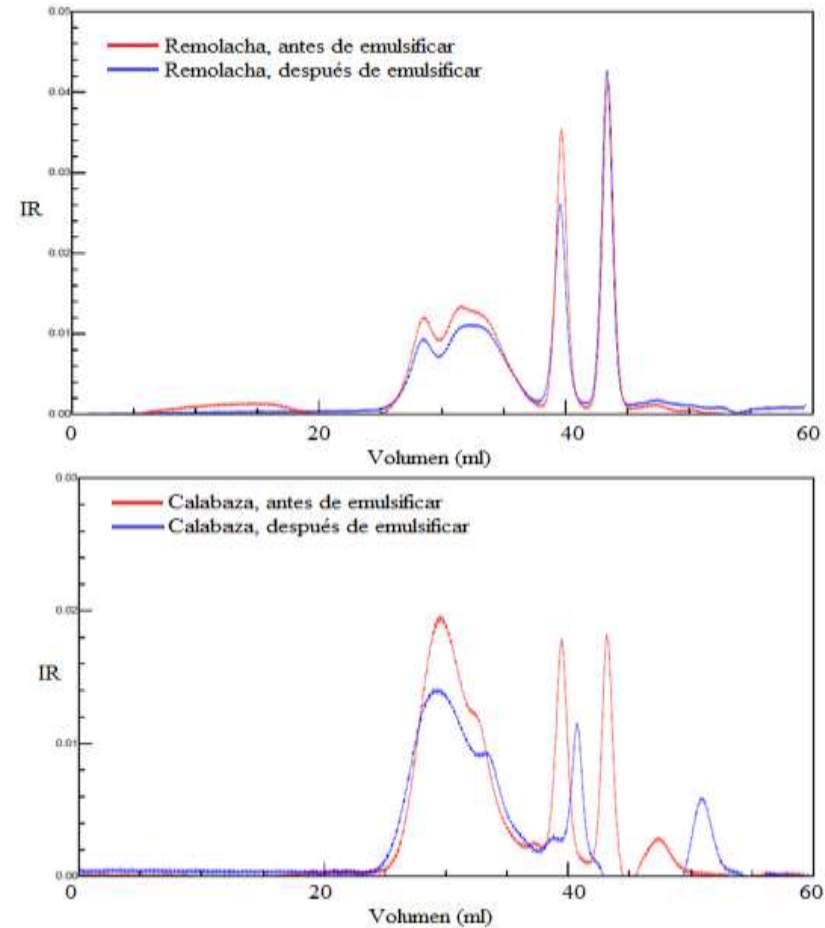 0.05
Remolacha, antes de emulsificar
Remolacha, después de emulsificar
0.04
0.03
IR
0.02
0.01
0.00
0 20 40 60
Volumen (ml)
0.03
Calabaza, antes de emulsificar
Calabaza, después de emulsificar
0.02
IR
0.01
0.00
0 20 40 60
Volumen (ml)